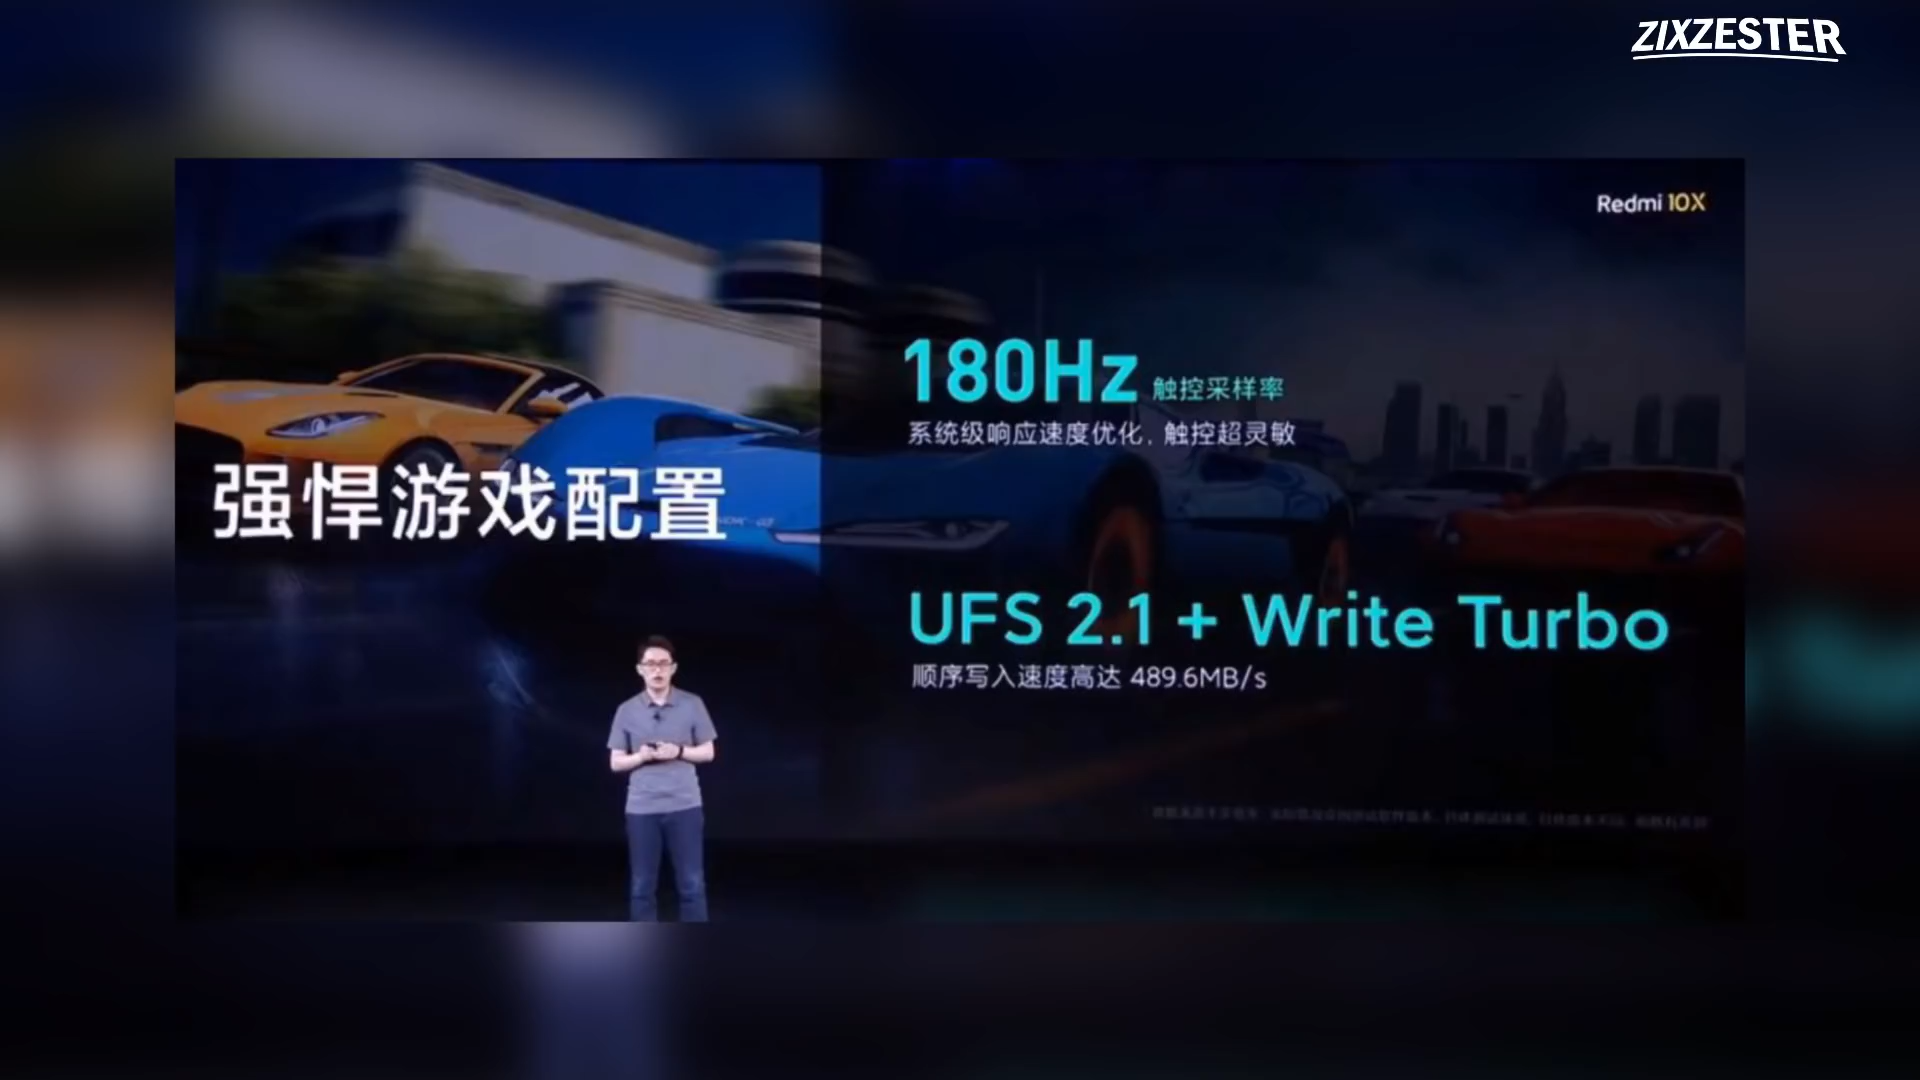 ZIXZESTER
Redmi 10X
强悍游戏配置
180Hz 触控采样率
系统级响应速度优化，触控超灵敏
UFS 2.1 + Write Turbo
顺序写入速度高达 489.6MB/s